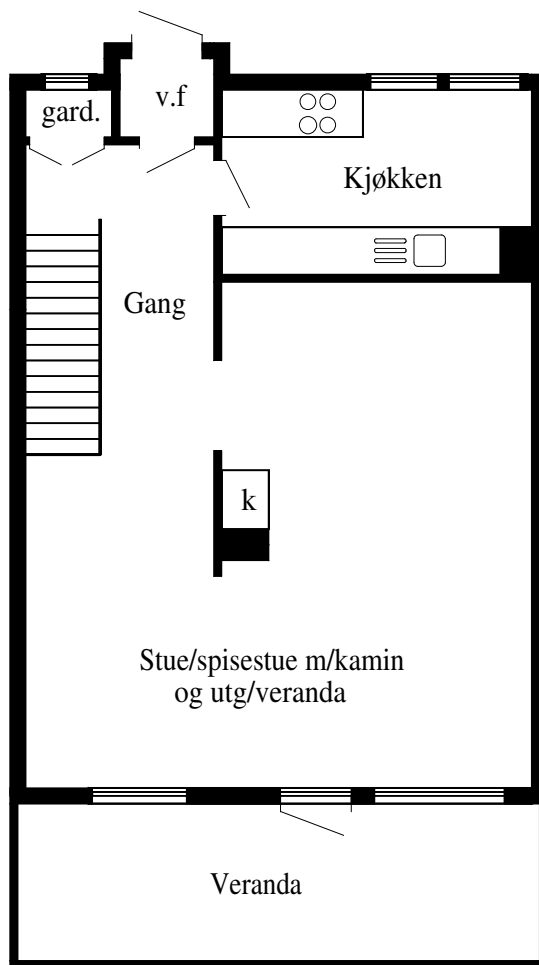 v.f
gard.
Kjøkken
Gang
k
Stue/spisestue m/kamin
og utg/veranda
Veranda